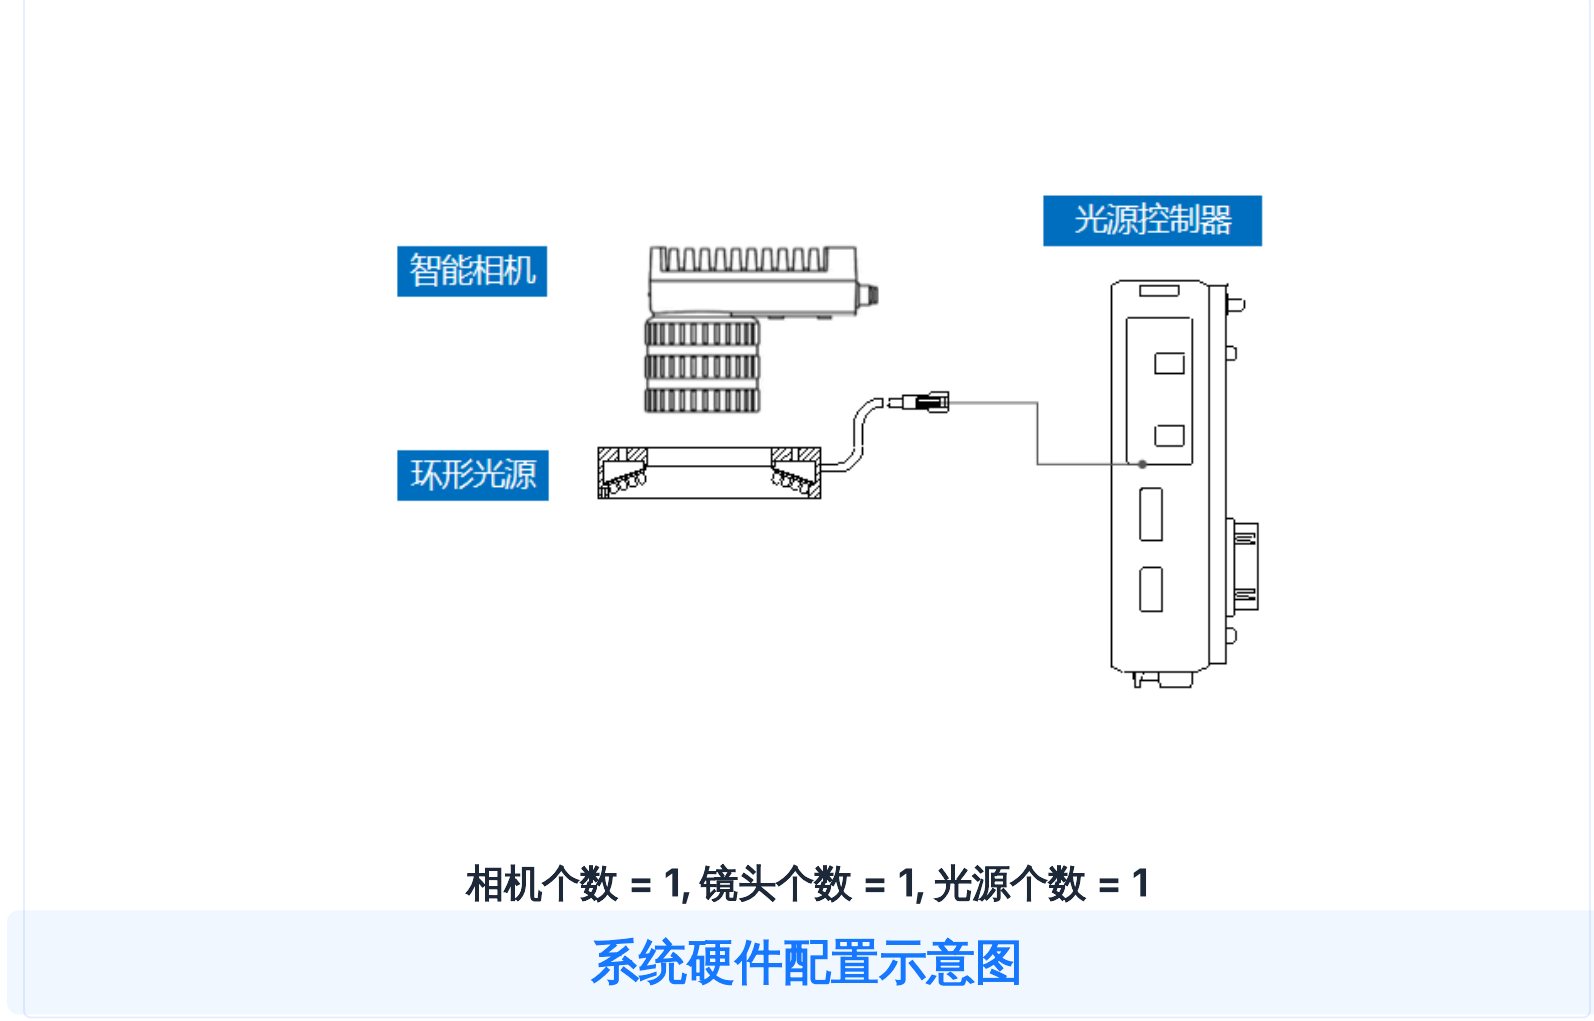 光源控制器
智能相机
环形光源
相机个数 = 1, 镜头个数 = 1, 光源个数 = 1
系统硬件配置示意图